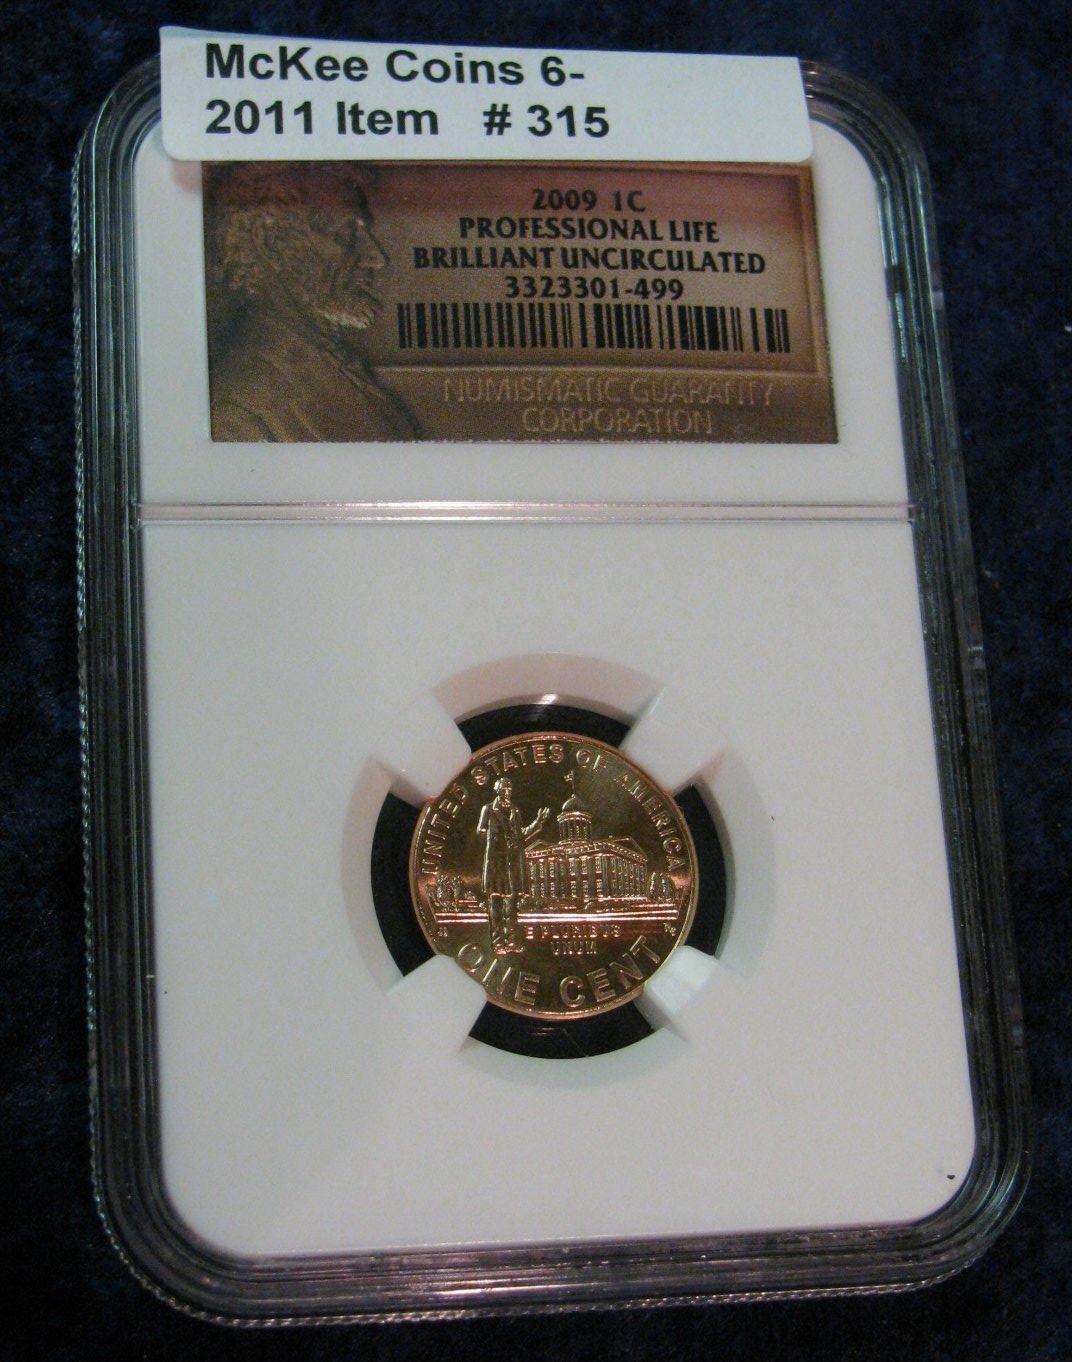 McKee Coins 6-
2011 Item # 315
2009 1C
PROFESSIONAL LIFE
BRILLIANT UNCIRCULATED
3323301-499
NUMISMATIC GUARANTY
CORPORATION
UNITED STATES OF AMERICA
E PLURIBUS
UNUM
ONE CENT